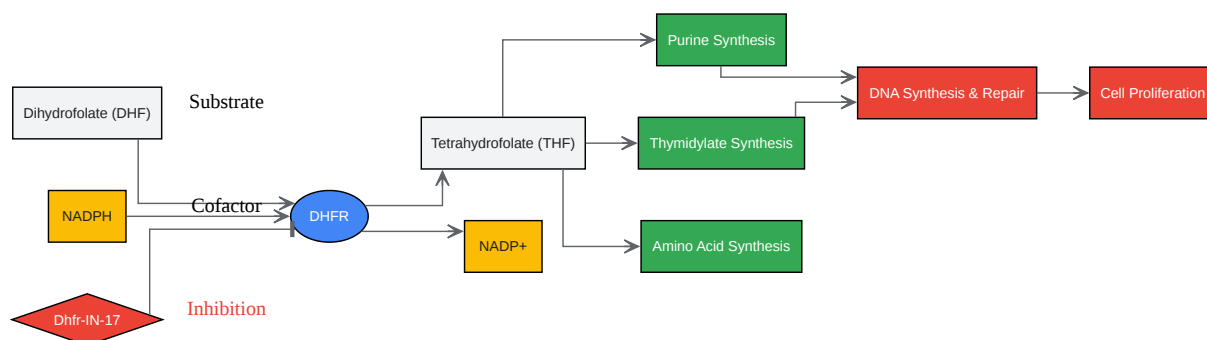 Purine Synthesis
Dihydrofolate (DHF)
Substrate
DNA Synthesis & Repair
Cell Proliferation
Tetrahydrofolate (THF)
Thymidylate Synthesis
NADPH
Cofactor
DHFR
NADP+
Amino Acid Synthesis
Dhfr-IN-17
Inhibition